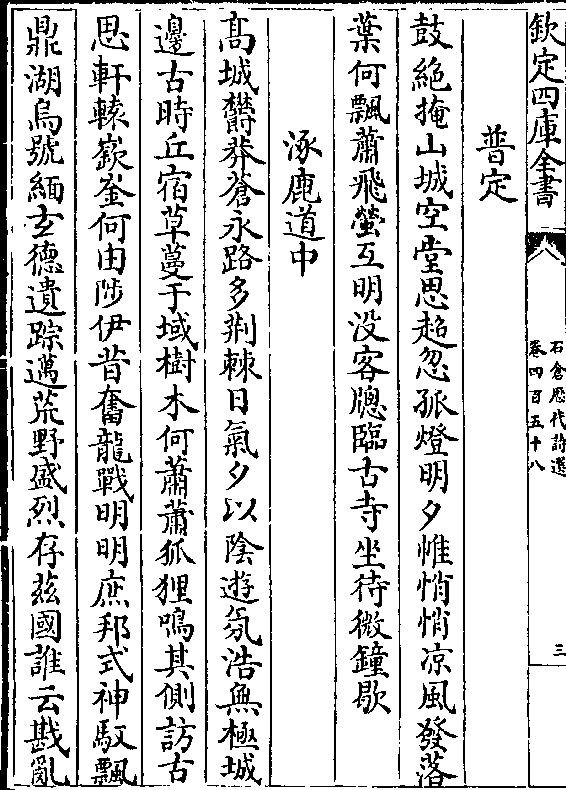 欽定四庫全書
石倉歷代詩選
卷四百五十八
三
普定
鼓絶掩山城空堂思超忽孤燈明夕帷悄悄凉風發落
葉何飄蕭飛螢互明没客牕臨古寺坐待微鐘歇
涿鹿道中
髙城鬱莽蒼永路多荆棘日氣夕以陰遊氛浩無極城
邊古時丘宿草蔓于域樹木何蕭蕭狐狸鳴其側訪古
思軒轅嶔崟何由陟伊昔奮龍戰明明庶邦式神馭飄
鼎湖烏號緬玄德遺踪邁荒野盛烈存兹國誰云戡亂